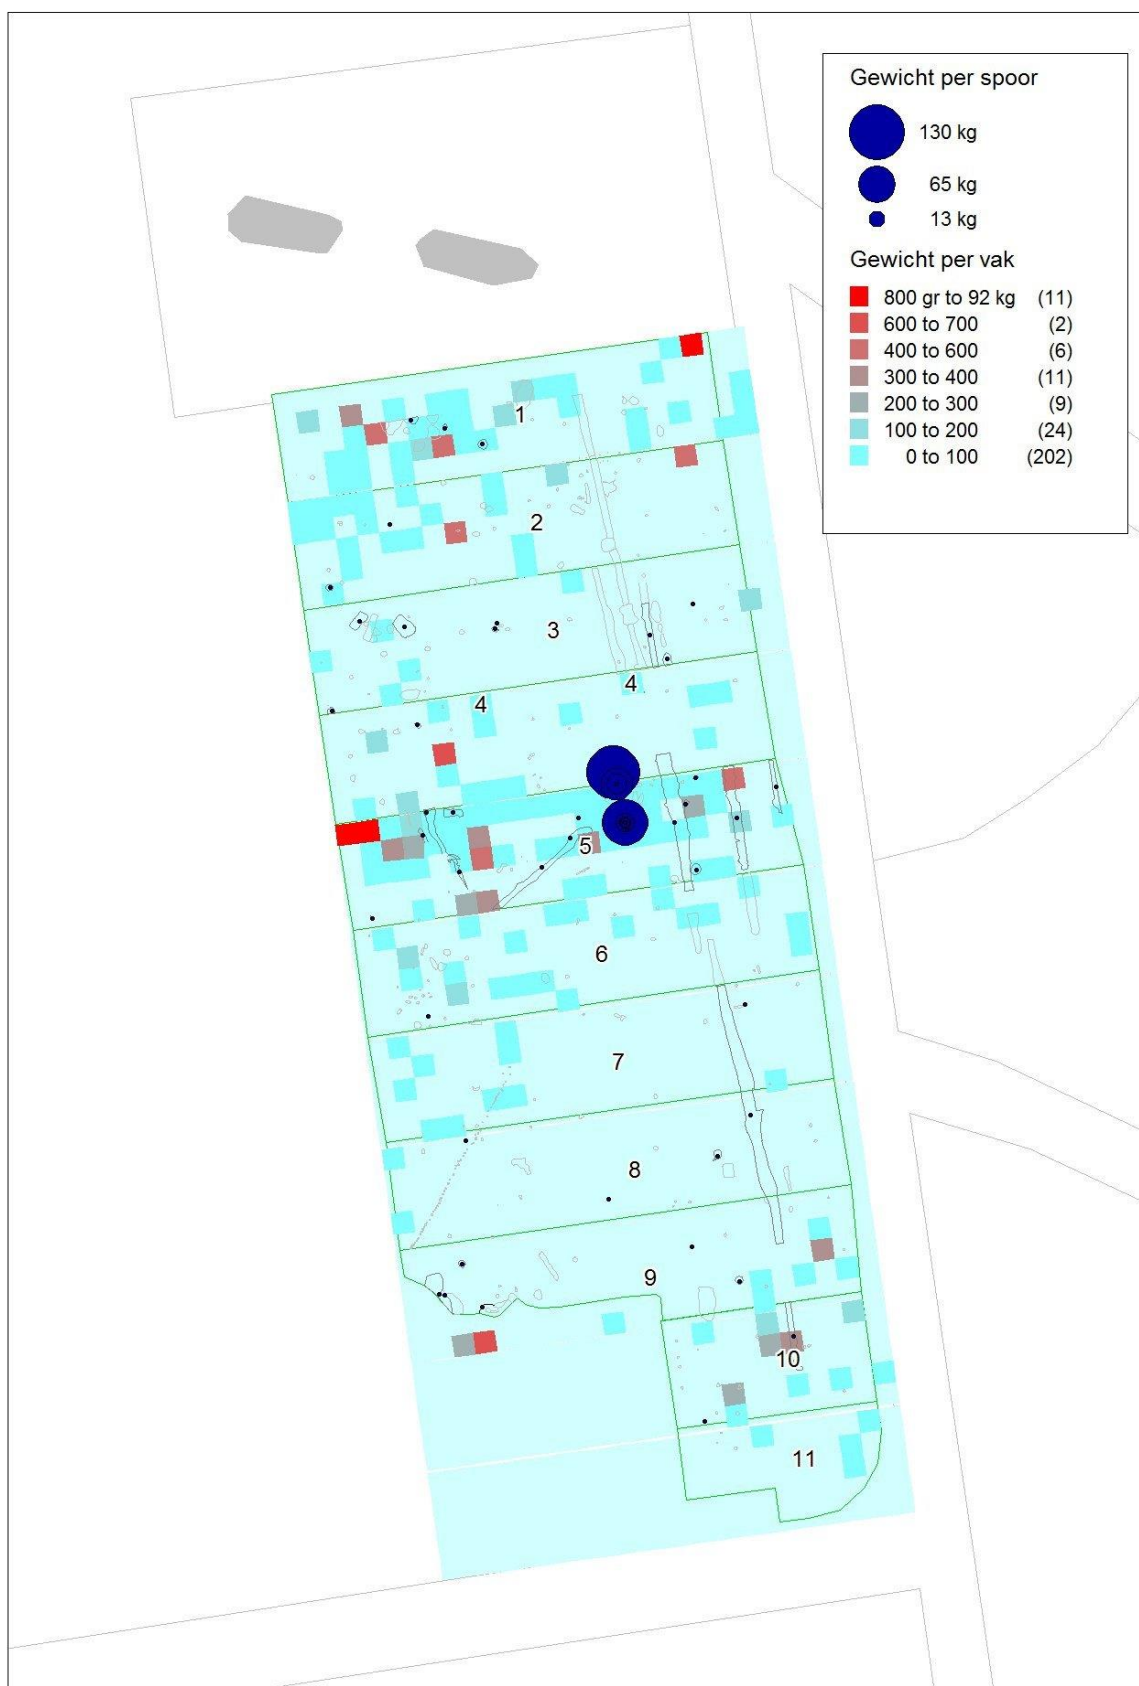 Gewicht per spoor
130 kg
65 kg
13 kg
Gewicht per vak
800 gr to 92 kg (11)
600 to 700 (2)
400 to 600 (6)
300 to 400 (11)
200 to 300 (9)
100 to 200 (24)
0 to 100 (202)
1
2
3
4
4
5
6
7
8
9
10
11